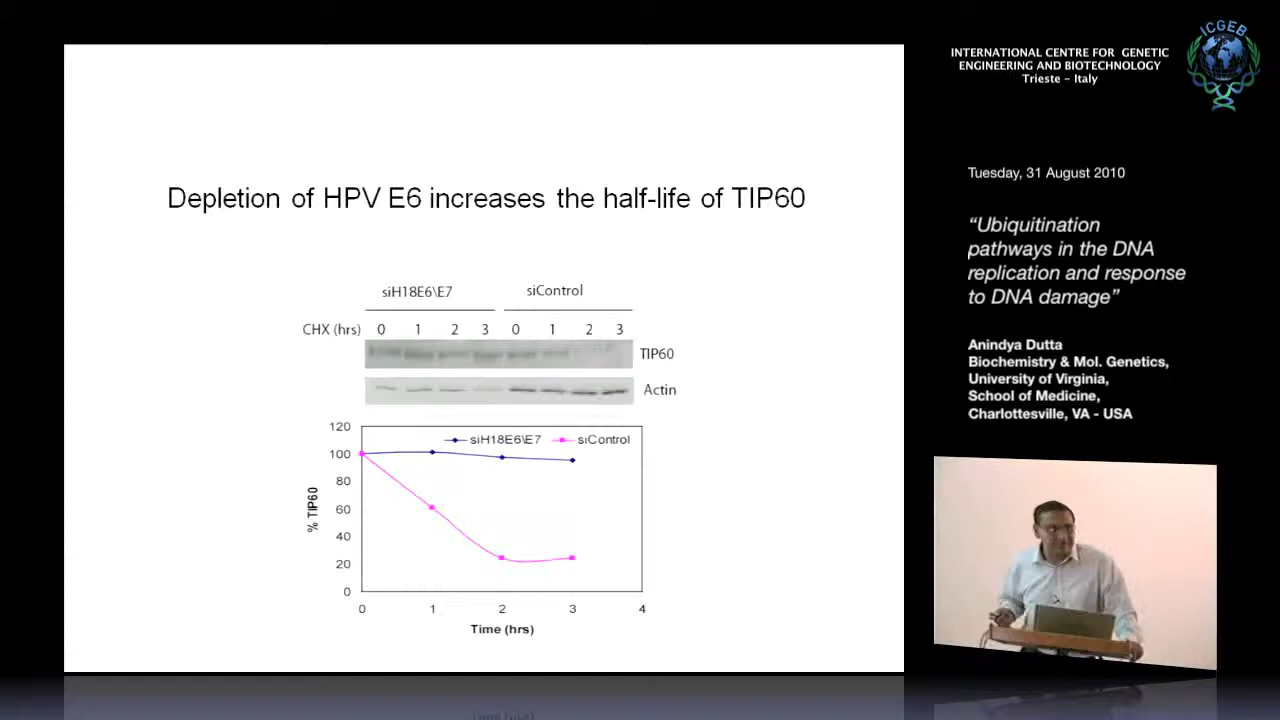 Depletion of HPV E6 increases the half-life of TIP60
siH18E6\E7 siControl
CHX (hrs) 0 1 2 3 0 1 2 3
TIP60
Actin
120
100
80
60
40
20
0
% TIP60
siH18E6\E7 siControl
0 1 2 3 4
Time (hrs)
INTERNATIONAL CENTRE FOR GENETIC
ENGINEERING AND BIOTECHNOLOGY
Trieste – Italy
ICGEB
Tuesday, 31 August 2010
“Ubiquitination
pathways in the DNA
replication and response
to DNA damage”
Anindya Dutta
Biochemistry & Mol. Genetics,
University of Virginia,
School of Medicine,
Charlottesville, VA - USA